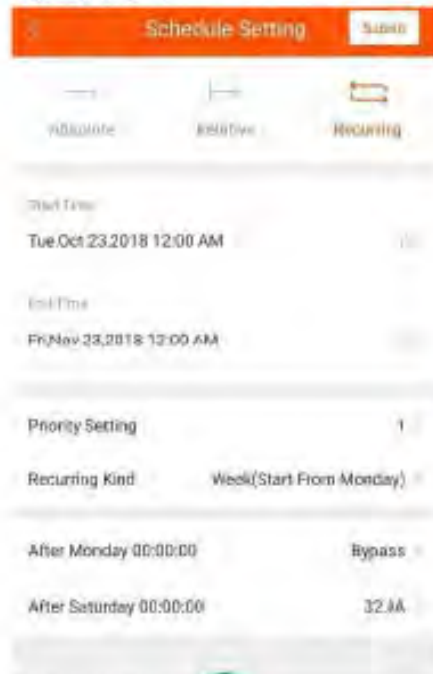 Schedule Setting Submit
Absolute Relative Recurring
Start Time
Tue,Oct 23,2018 12:00 AM
End Time
Fri,Nov 23,2018 12:00 AM
Priority Setting 1
Recurring Kind Week(Start From Monday)
After Monday 00:00:00 Bypass
After Saturday 00:00:00